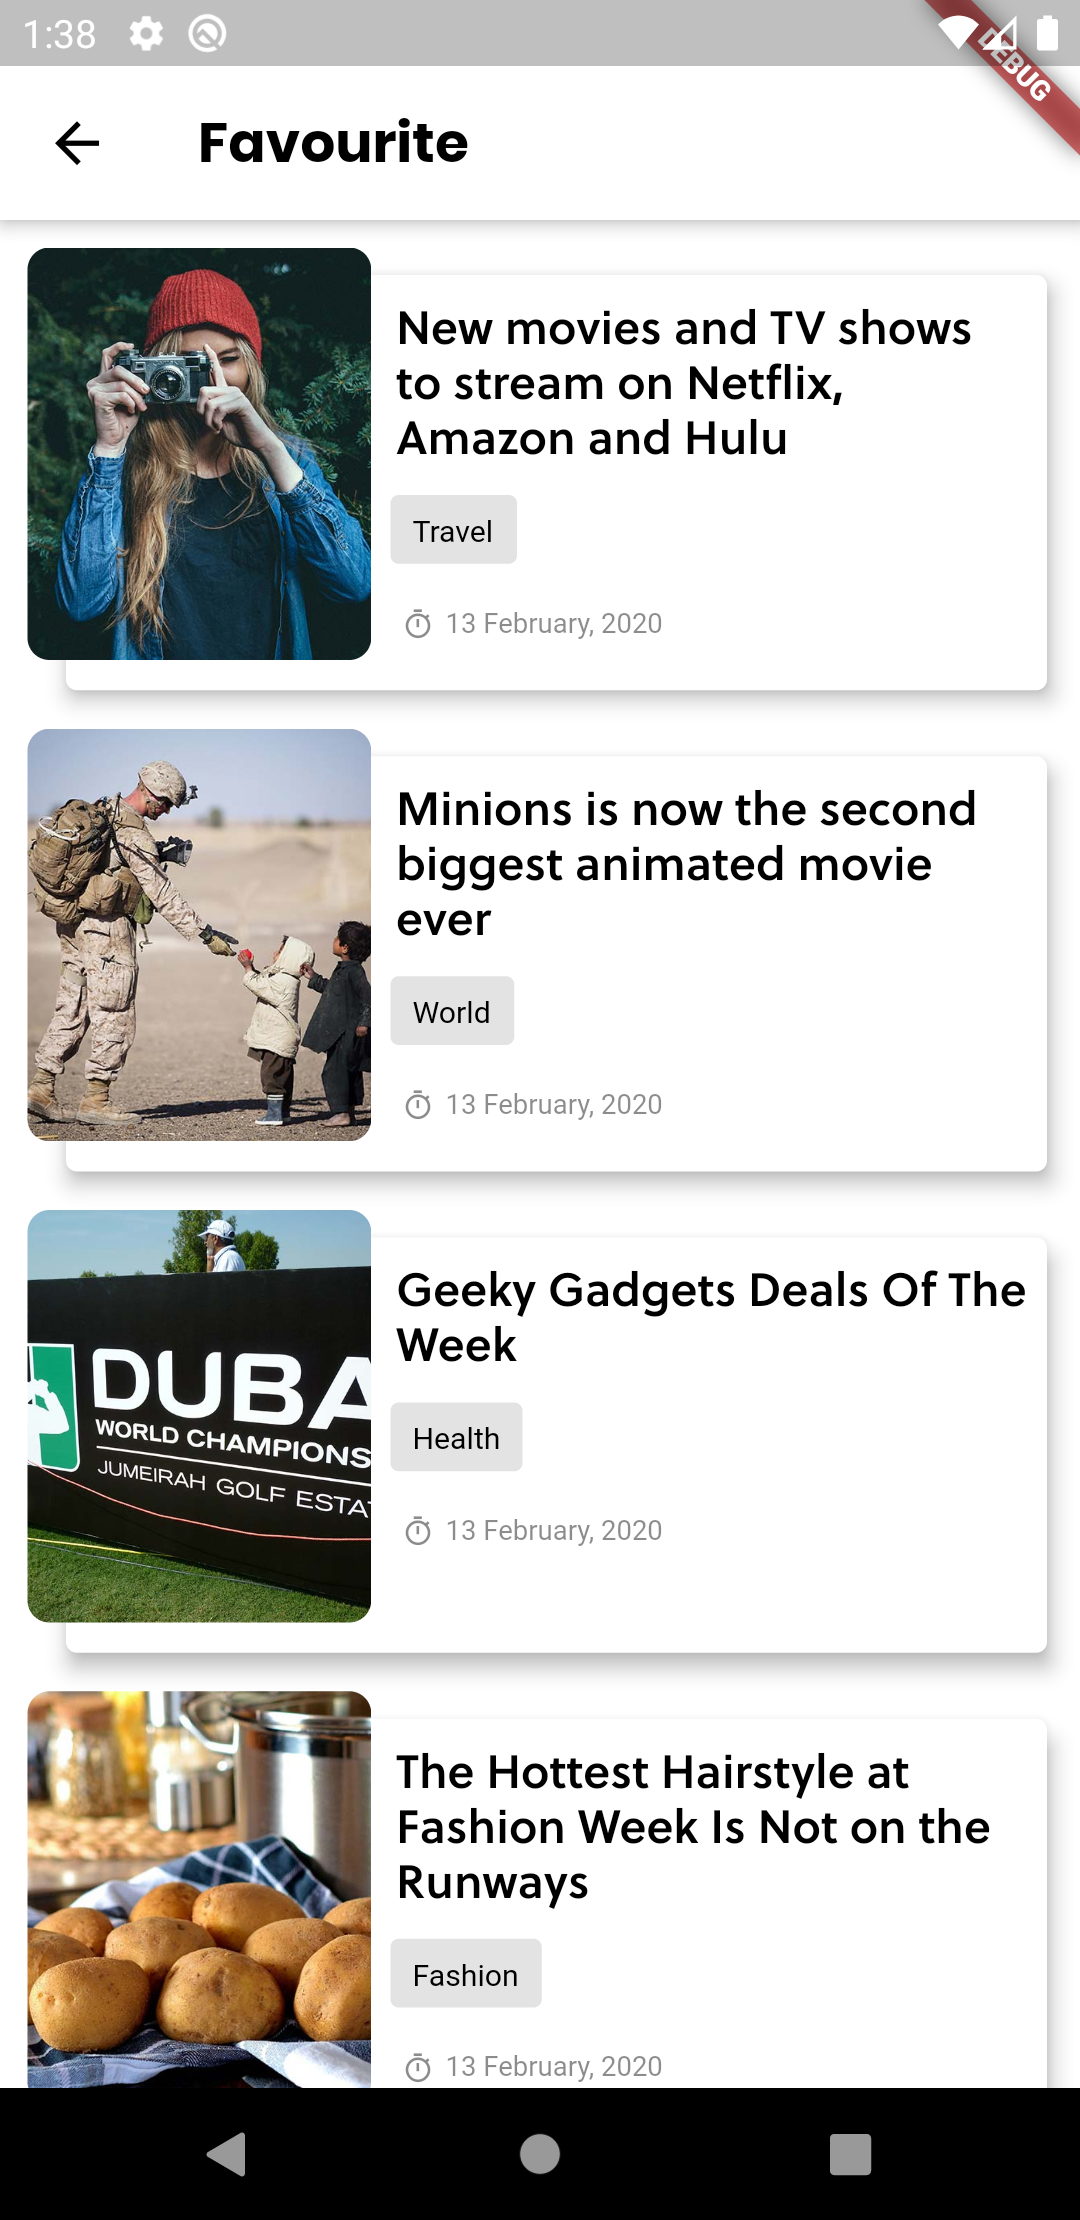 1:38
DEBUG
Favourite
New movies and TV shows
to stream on Netflix,
Amazon and Hulu
Travel
13 February, 2020
Minions is now the second
biggest animated movie
ever
World
13 February, 2020
DUBA
WORLD CHAMPIONS
JUMEIRAH GOLF ESTA
Geeky Gadgets Deals Of The
Week
Health
13 February, 2020
The Hottest Hairstyle at
Fashion Week Is Not on the
Runways
Fashion
13 February, 2020